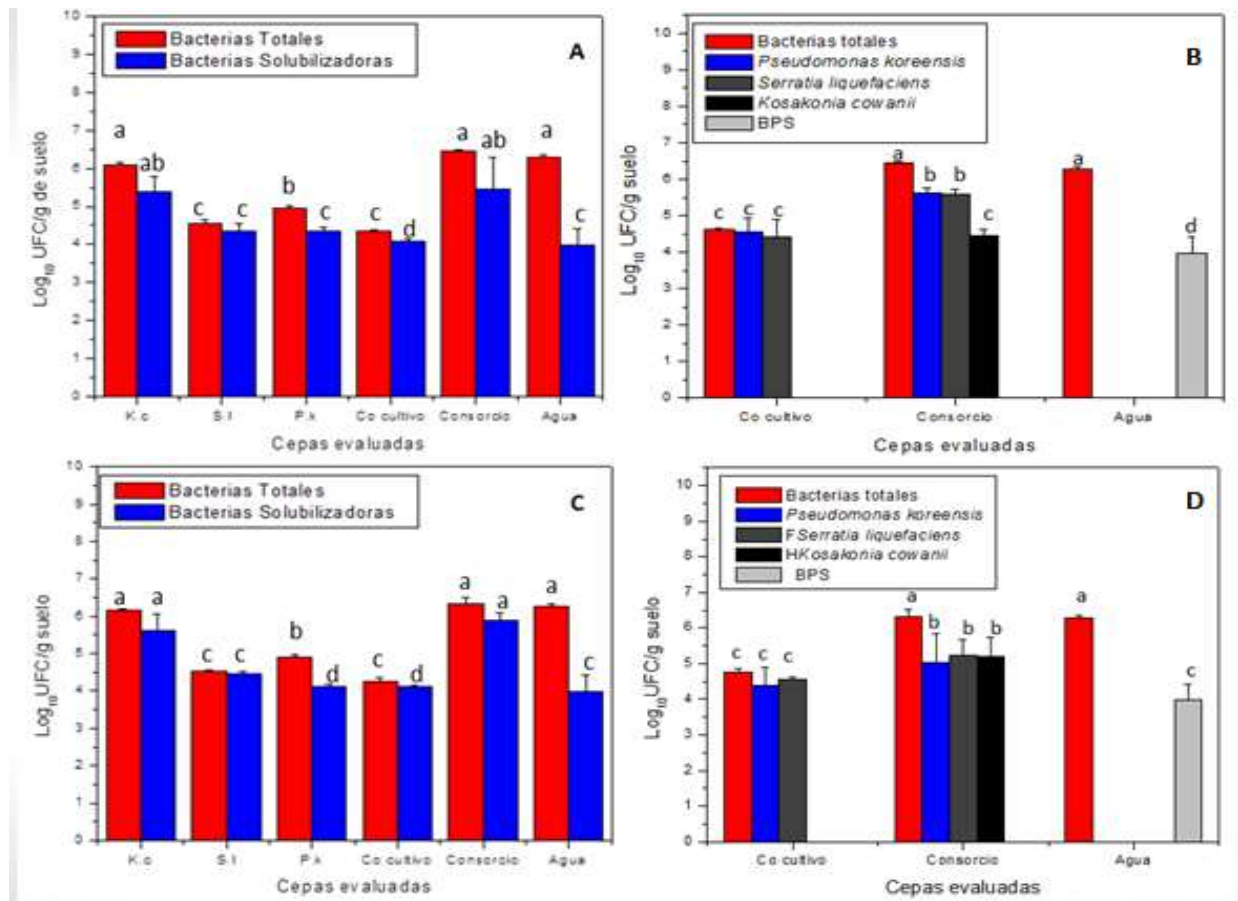 Bacterias Totales
Bacterias Solubilizadoras
A
Log10 UFC/g de suelo
10
9
8
7
6
5
4
3
2
1
0
a ab c c b c c d a ab a c
K.c S.l P.k Co cultivo Consorcio Agua
Cepas evaluadas
Bacterias totales
Pseudomonas koreensis
Serratia liquefaciens
Kosakonia cowanii
BPS
B
Log10 UFC/g suelo
10
9
8
7
6
5
4
3
2
1
0
c c c a b b c a d
Co cultivo Consorcio Agua
Cepas evaluadas
Bacterias Totales
Bacterias Solubilizadoras
C
Log10UFC/g suelo
10
9
8
7
6
5
4
3
2
1
0
a a c c b d c d a a a c
K.c S.l P.k Co cultivo Consorcio Agua
Cepas evaluadas
Bacterias totales
Pseudomonas koreensis
FSerratia liquefaciens
HKosakonia cowanii
BPS
D
Log10UFC/g suelo
10
9
8
7
6
5
4
3
2
1
0
c c c a b b b a c
Co cultivo Consorcio Agua
Cepas evaluadas